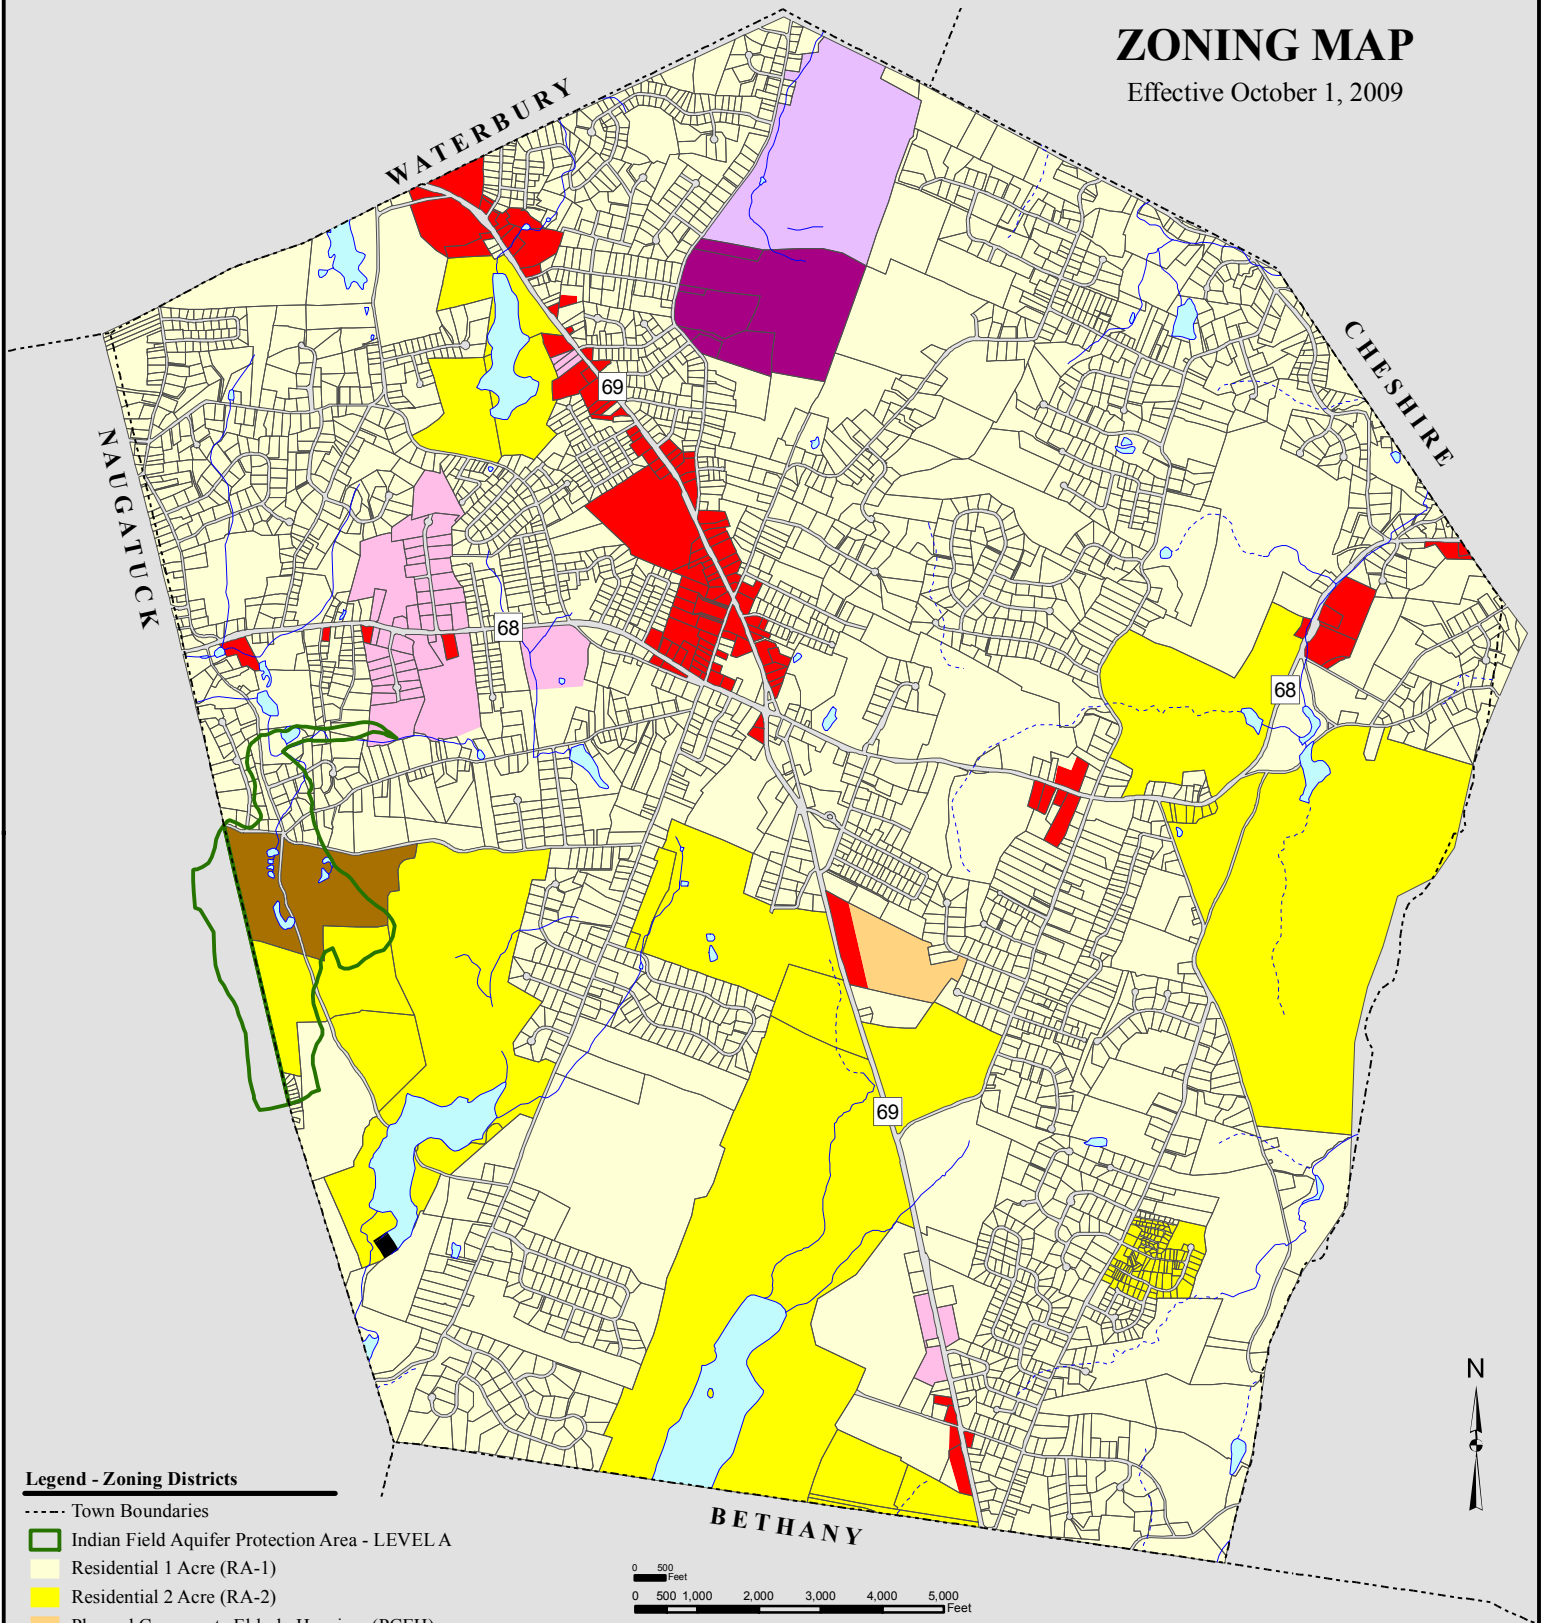 ZONING MAP
Effective October 1, 2009
WATERBURY
CHESHIRE
NAUGATUCK
69
68
68
69
BETHANY
N
Legend - Zoning Districts
Town Boundaries
Indian Field Aquifer Protection Area - LEVEL A
Residential 1 Acre (RA-1)
Residential 2 Acre (RA-2)
0 500
Feet
0 500 1,000 2,000 3,000 4,000 5,000
Feet